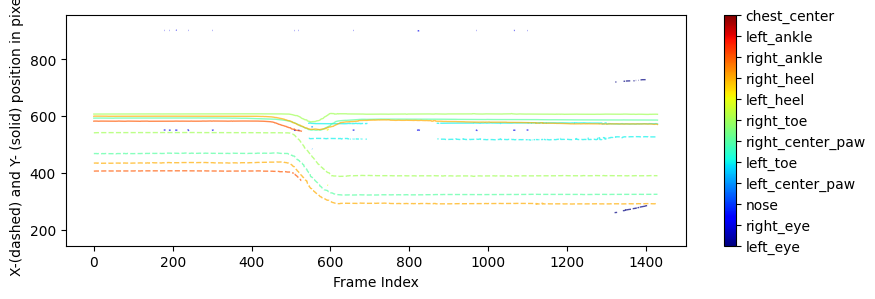 X-(dashed) and Y- (solid) position in pixe
800
600
400
200
0
200
400
600
800
1000
1200
1400
Frame Index
chest_center
left_ankle
right_ankle
right_heel
left_heel
right_toe
right_center_paw
left_toe
left_center_paw
nose
right_eye
left_eye